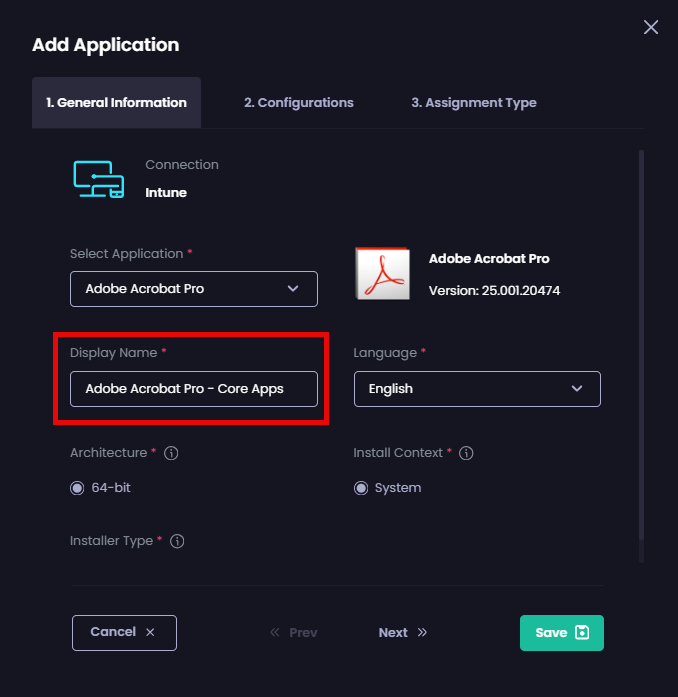 Add Application
1. General Information
2. Configurations
3. Assignment Type
Connection
Intune
Select Application *
Adobe Acrobat Pro
Adobe Acrobat Pro
Version: 25.001.20474
Display Name *
Adobe Acrobat Pro - Core Apps
Language *
English
Architecture *
64-bit
Install Context *
System
Installer Type *
Cancel
Prev
Next
Save